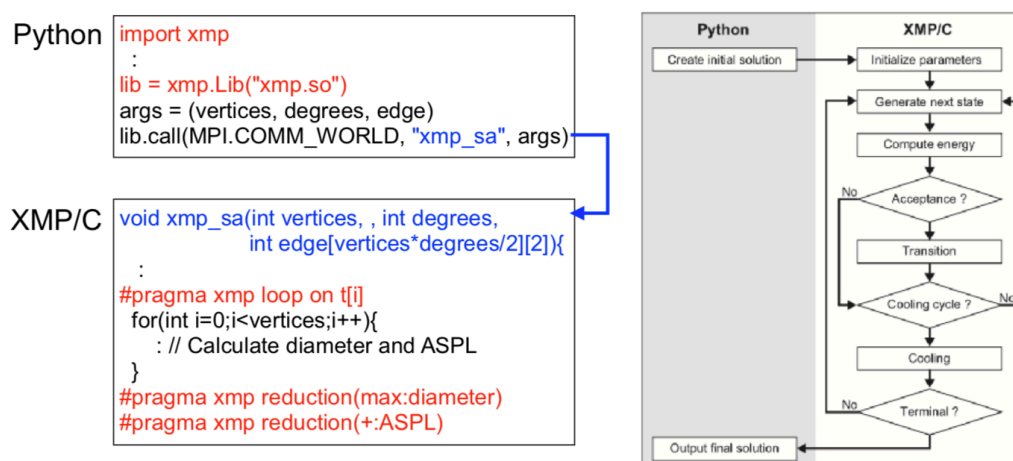 Python
import xmp
:
lib = xmp.Lib("xmp.so")
args = (vertices, degrees, edge)
lib.call(MPI.COMM_WORLD, "xmp_sa", args)
XMP/C
void xmp_sa(int vertices, , int degrees,
int edge[vertices*degrees/2][2]){
:
#pragma xmp loop on t[i]
for(int i=0;i<vertices;i++){
: // Calculate diameter and ASPL
}
#pragma xmp reduction(max:diameter)
#pragma xmp reduction(+:ASPL)
Python
XMP/C
Create initial solution
Initialize parameters
Generate next state
Compute energy
No
Acceptance ?
Transition
Cooling cycle ?
No
Cooling
No
Terminal ?
Output final solution